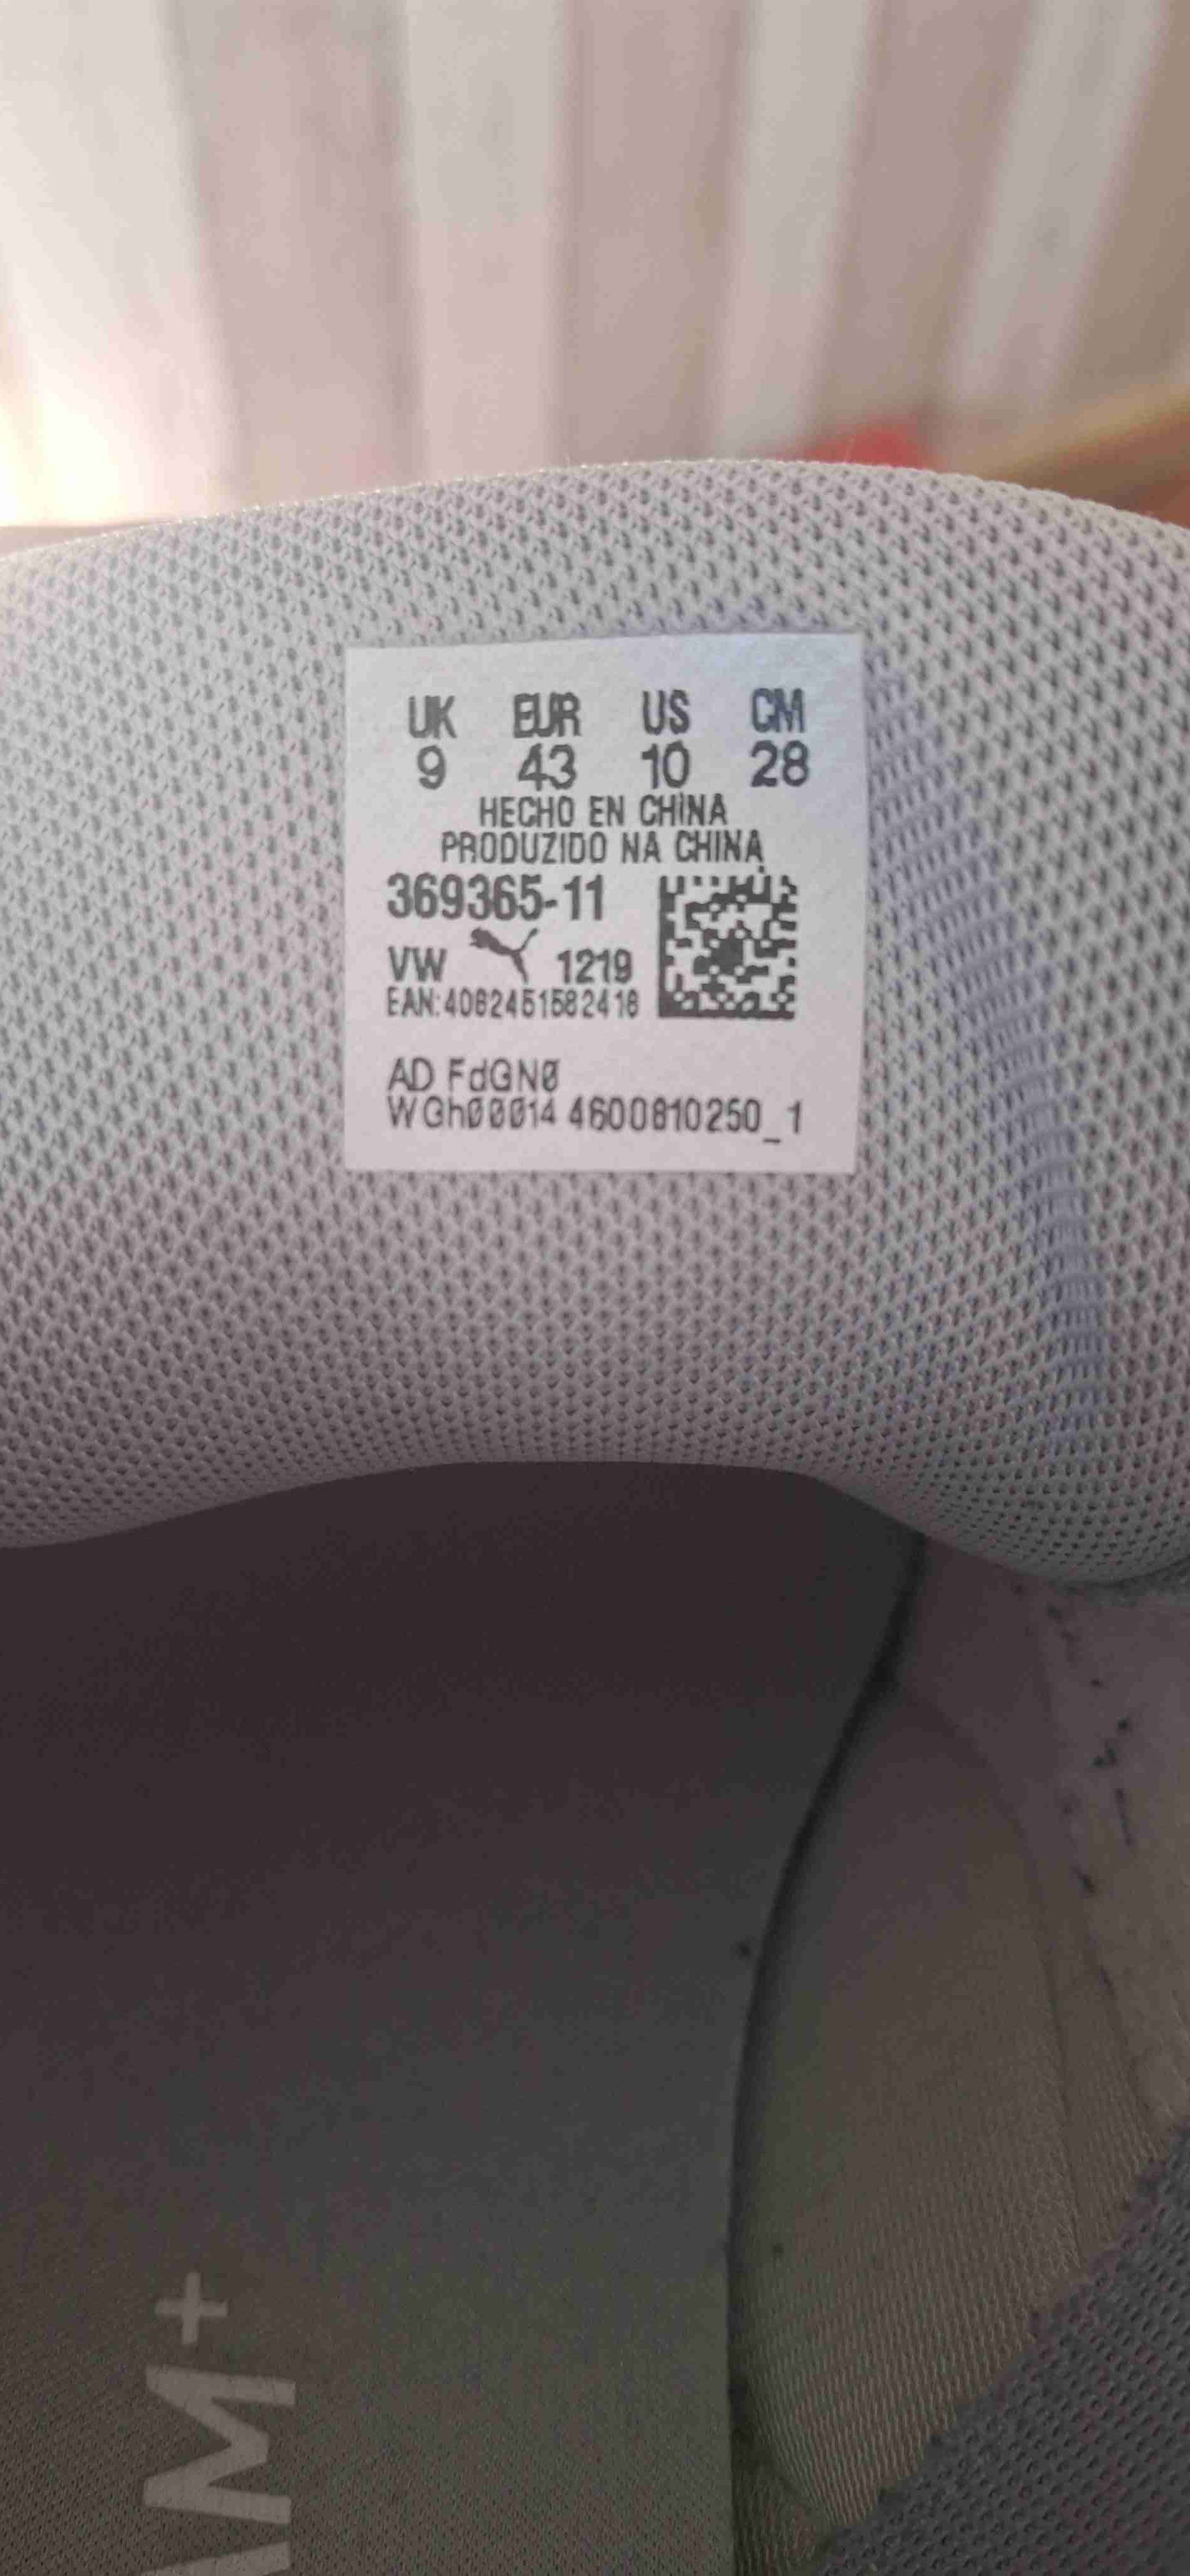 UK EUR US CM
9 43 10 28
HECHO EN CHINA
PRODUZIDO NA CHINA
369365-11
VW 1219
EAN:4062451582418
AD FdGN0
WGh00014 4600810250_1
AM+